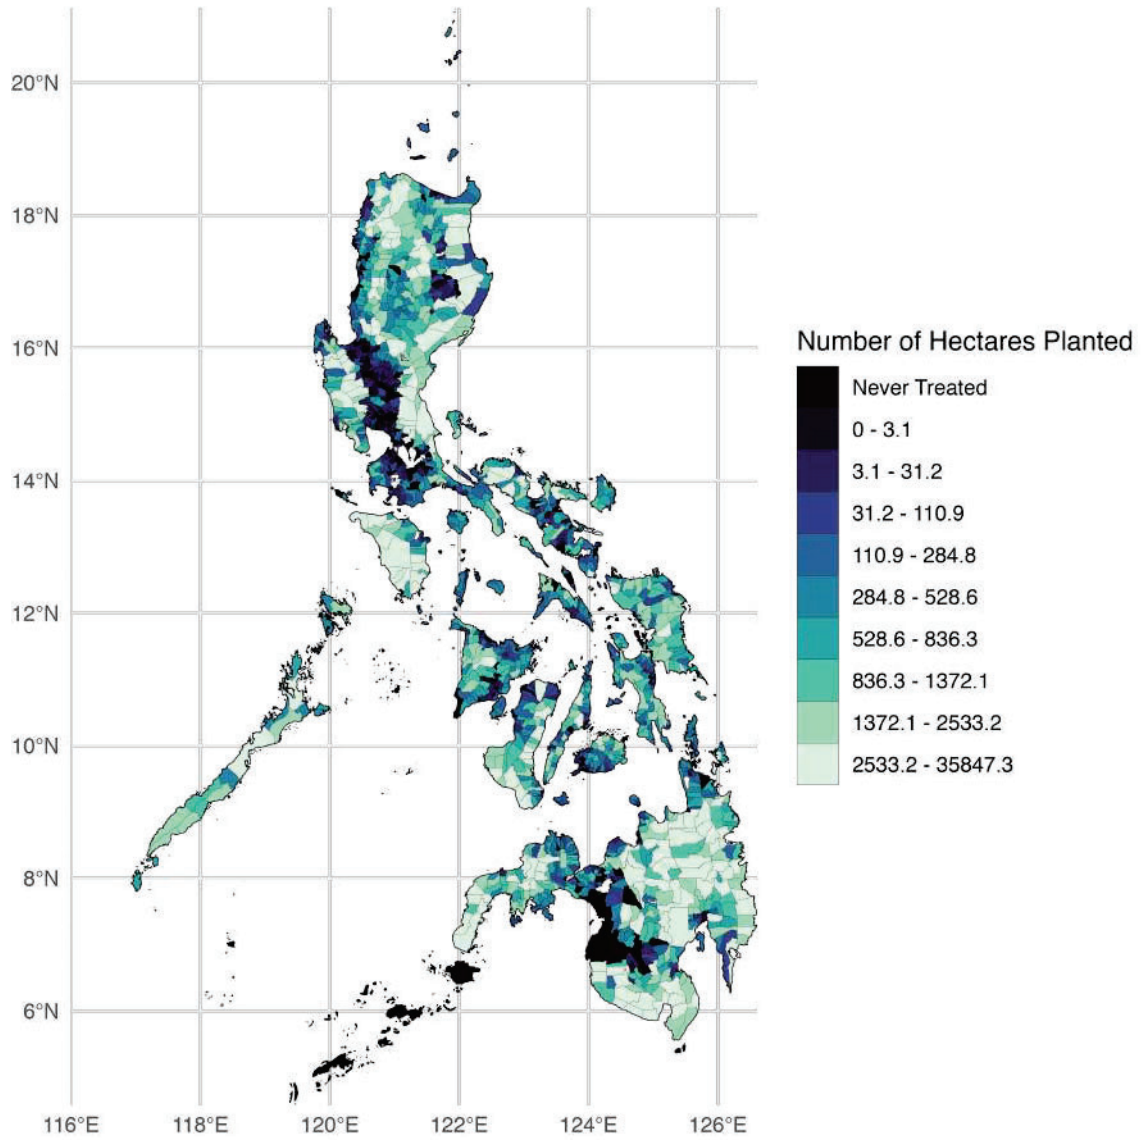 20°N
18°N
16°N
14°N
12°N
10°N
8°N
6°N
116°E 118°E 120°E 122°E 124°E 126°E
Number of Hectares Planted
Never Treated
0 - 3.1
3.1 - 31.2
31.2 - 110.9
110.9 - 284.8
284.8 - 528.6
528.6 - 836.3
836.3 - 1372.1
1372.1 - 2533.2
2533.2 - 35847.3